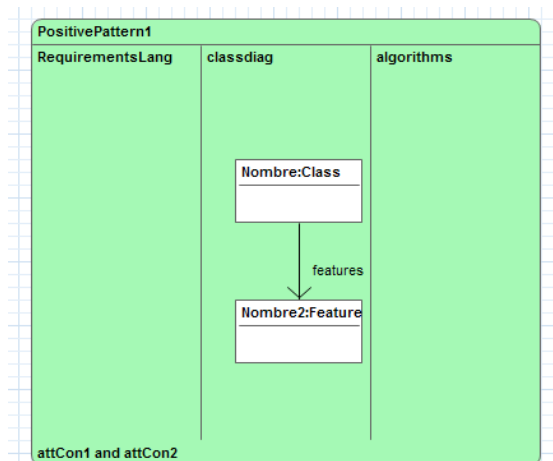 PositivePattern1
RequirementsLang
classdiag
algorithms
Nombre:Class
features
Nombre2:Feature
attCon1 and attCon2